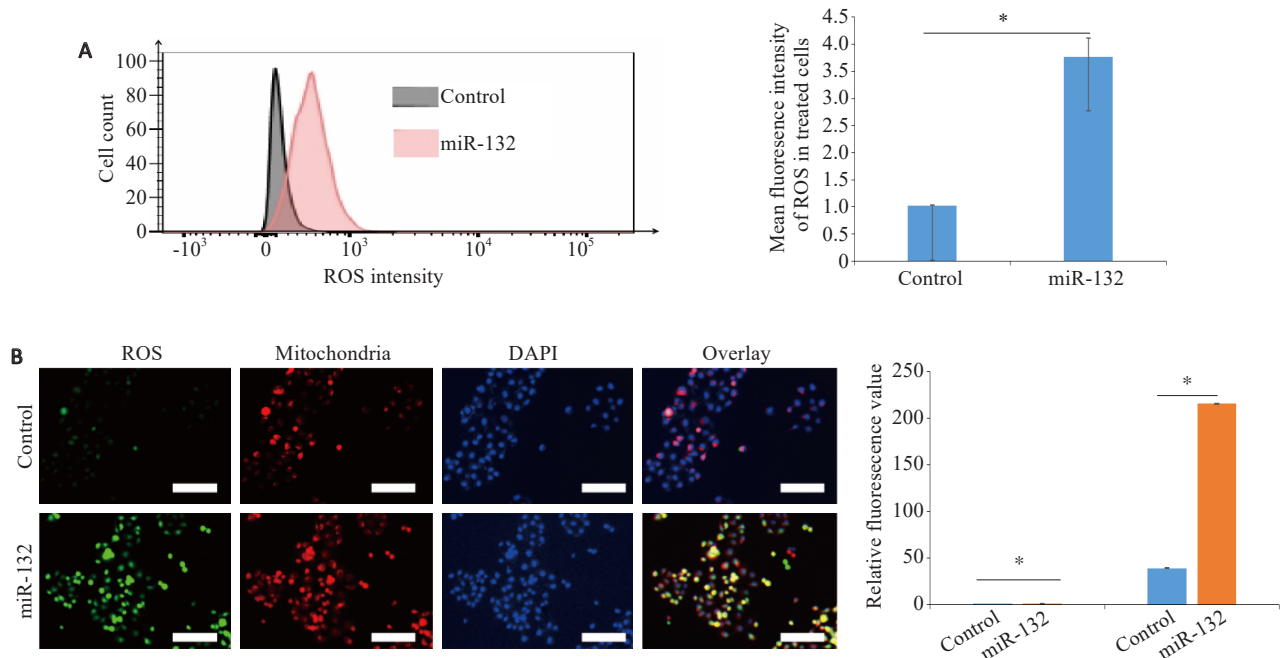 A
100
80
60
40
20
0
Cell count
Control
miR-132
-10³ 0 10³ 10⁴ 10⁵
ROS intensity
*
4.5
4.0
3.5
3.0
2.5
2.0
1.5
1.0
0.5
0
Mean fluoresence intensity
of ROS in treated cells
Control miR-132
B
ROS Mitochondria DAPI Overlay
Control
miR-132
*
*
250
200
150
100
50
0
Relative fluoresecence value
Control miR-132 Control miR-132